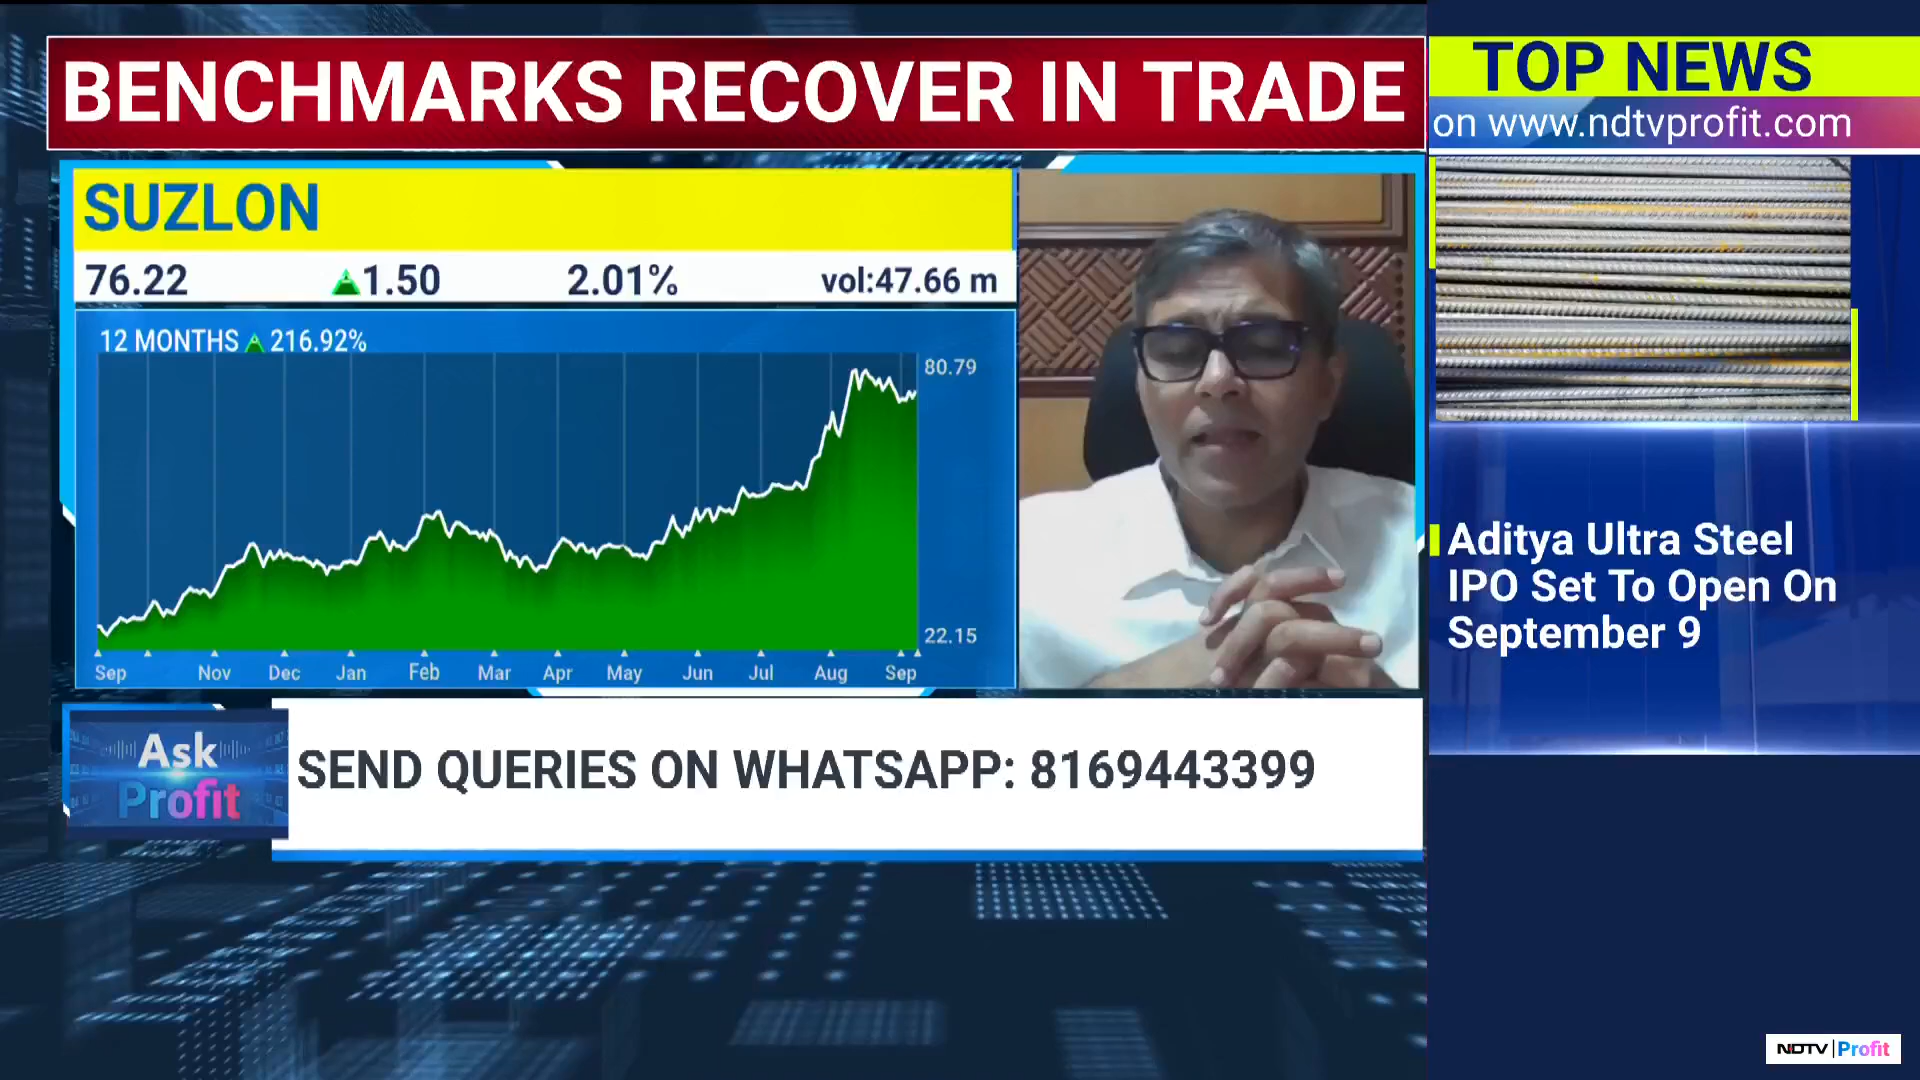 BENCHMARKS RECOVER IN TRADE
TOP NEWS
on www.ndtvprofit.com
SUZLON
76.22 1.50 2.01% vol:47.66 m
12 MONTHS 216.92%
80.79
22.15
Sep Nov Dec Jan Feb Mar Apr May Jun Jul Aug Sep
Aditya Ultra Steel
IPO Set To Open On
September 9
Ask
Profit
SEND QUERIES ON WHATSAPP: 8169443399
NDTV Profit